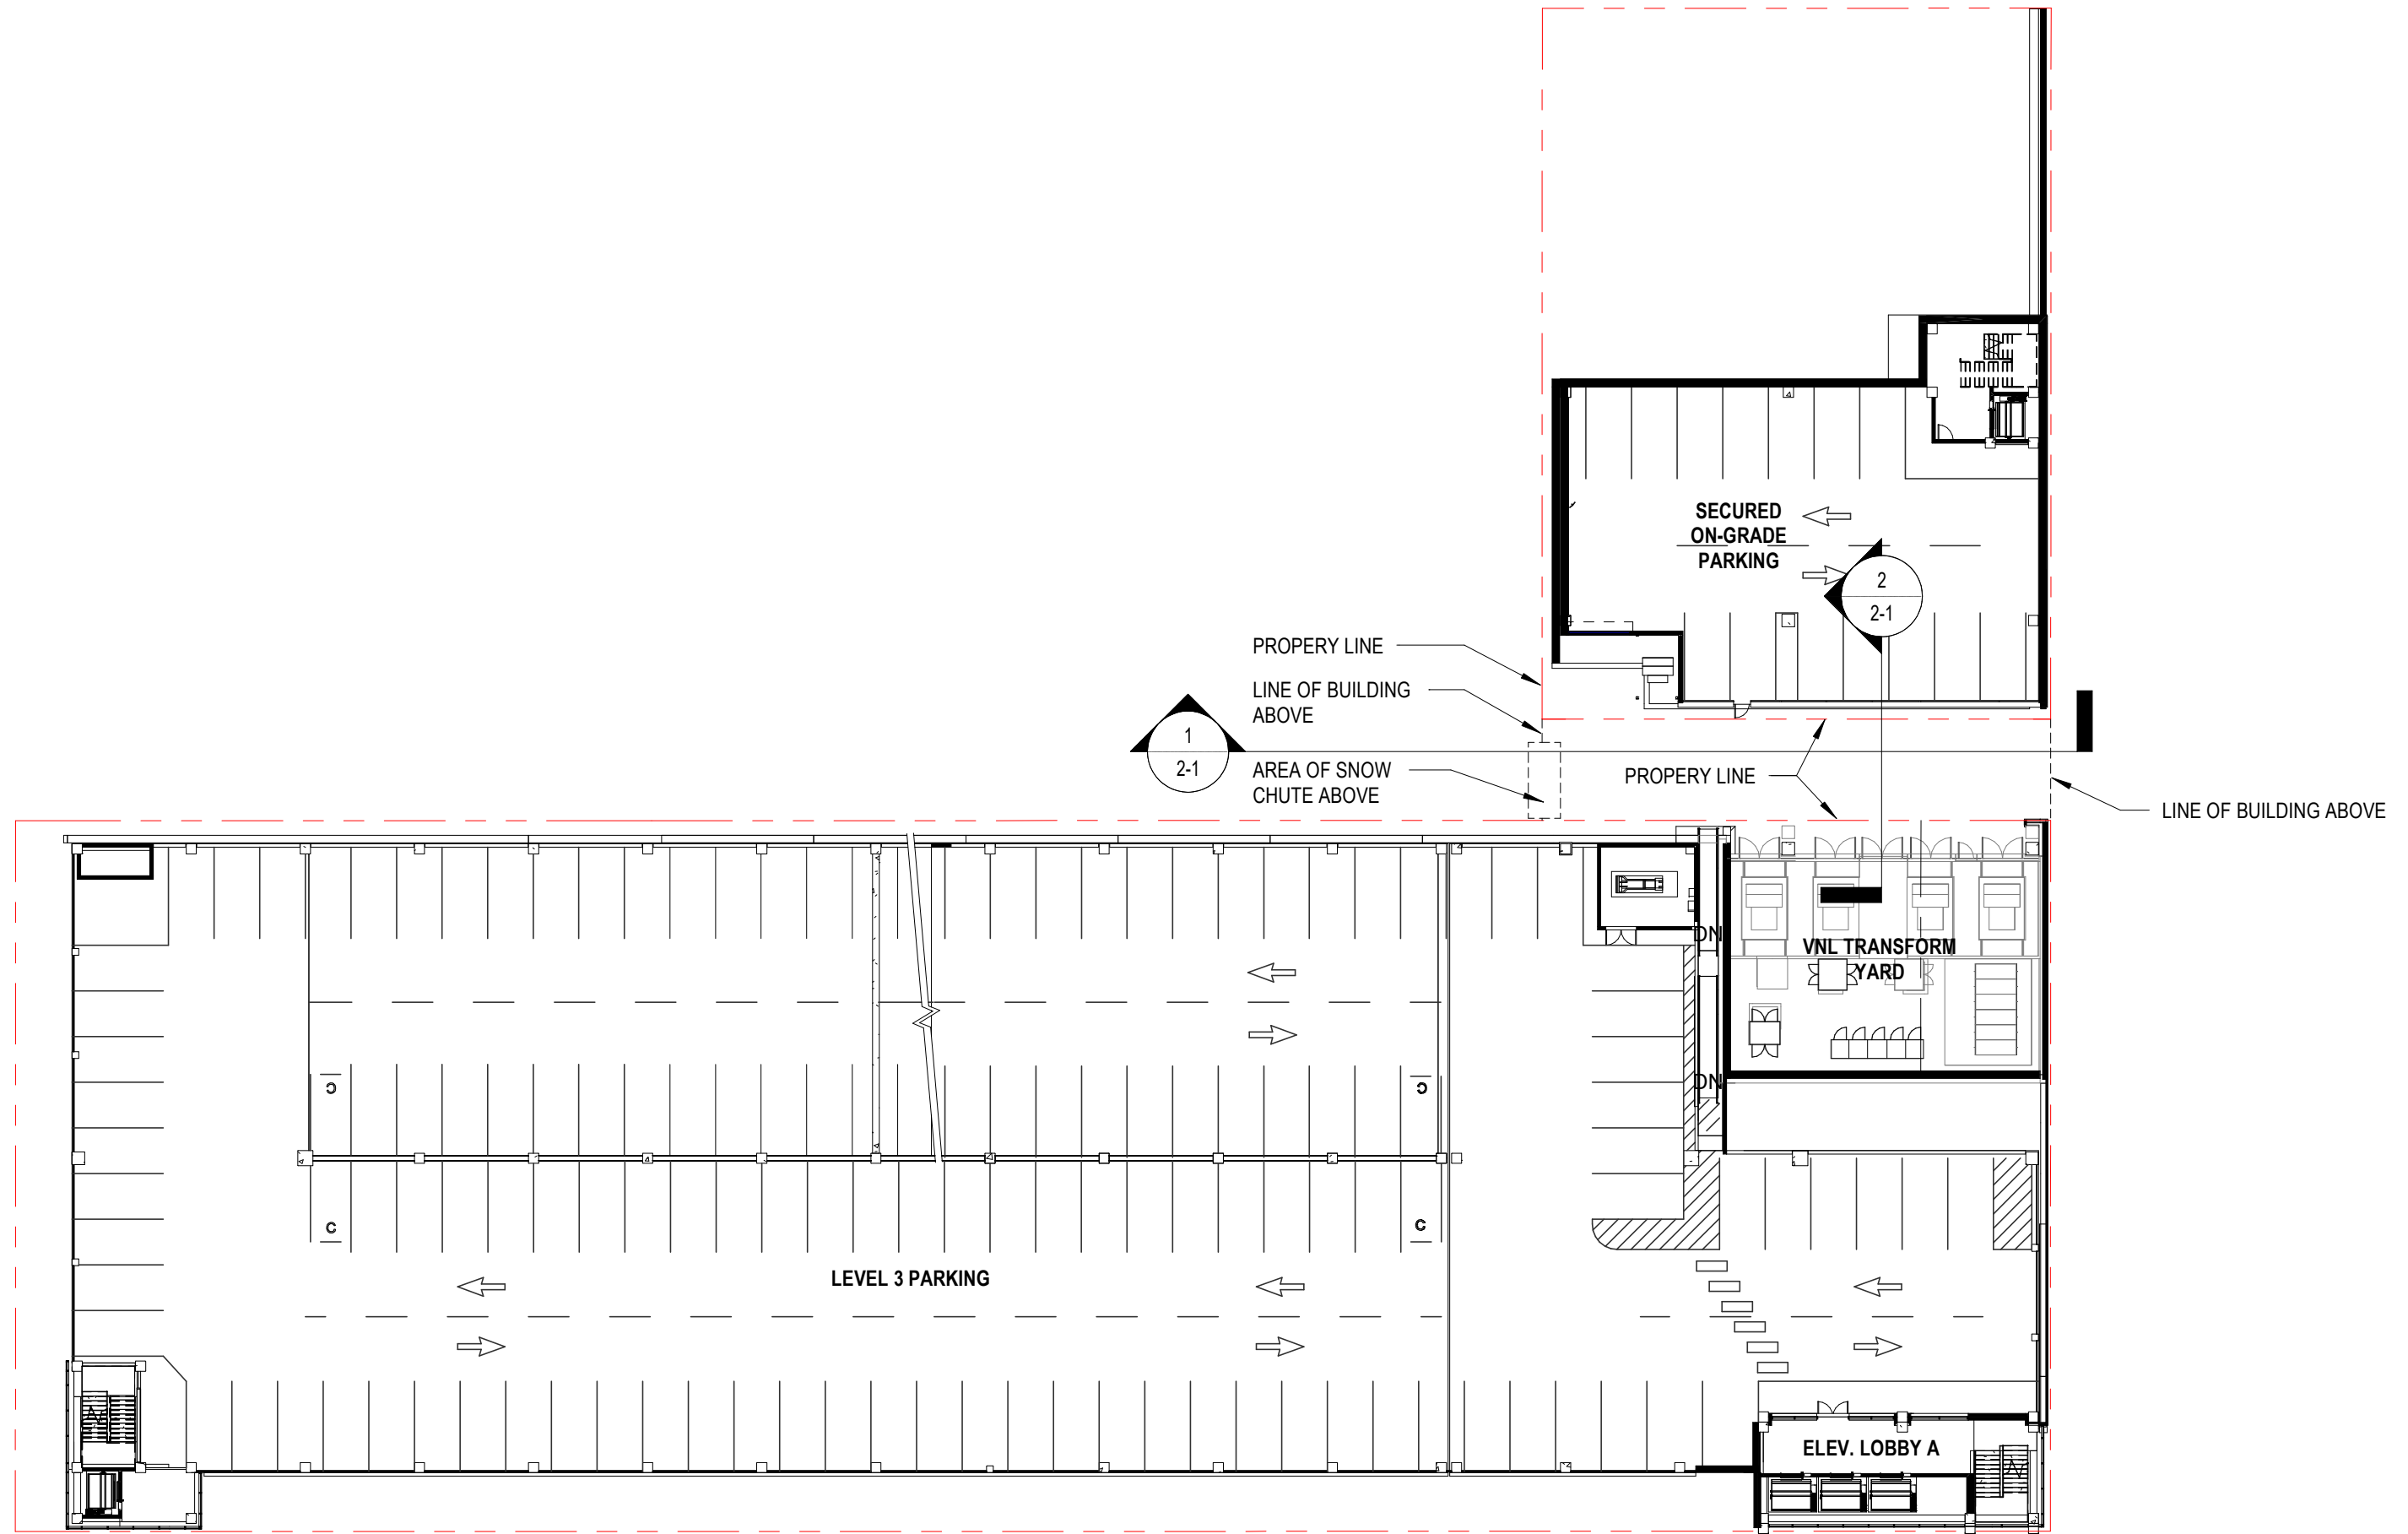 SECURED
ON-GRADE
PARKING
2
2-1
PROPERY LINE
LINE OF BUILDING
ABOVE
1
2-1
AREA OF SNOW
CHUTE ABOVE
PROPERY LINE
LINE OF BUILDING ABOVE
DN
VNL TRANSFORM
YARD
DN
C
C
C
C
LEVEL 3 PARKING
ELEV. LOBBY A